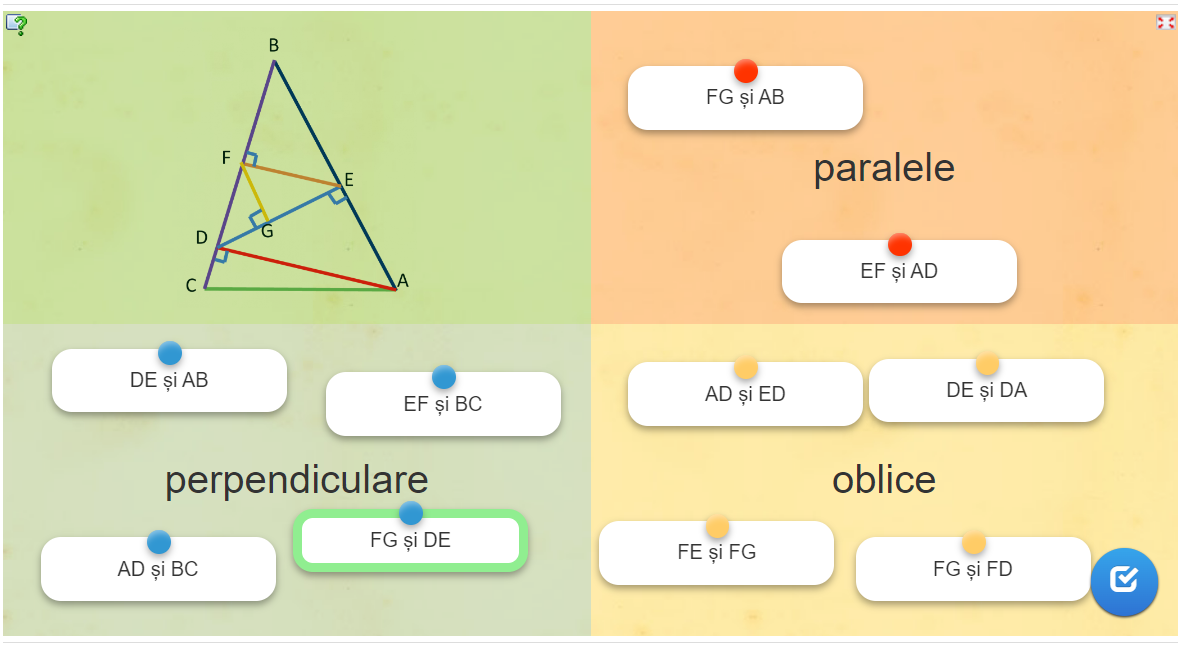 B
F
E
G
D
C
A
FG și AB
paralele
EF și AD
DE și AB
EF și BC
perpendiculare
FG și DE
AD și BC
AD și ED
DE și DA
oblice
FE și FG
FG și FD